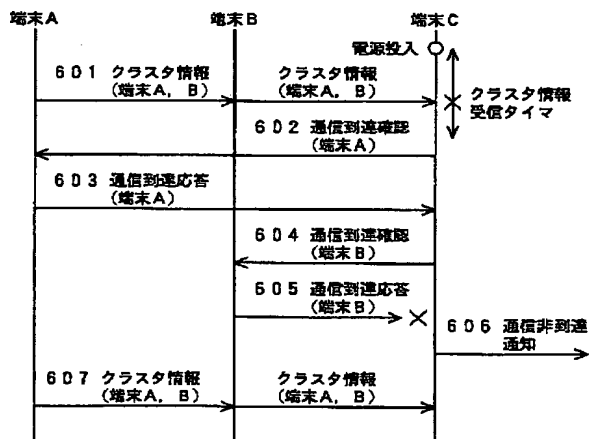 端末A
端末B
端末C
電源投入
601 クラスタ情報
(端末A, B)
クラスタ情報
(端末A, B)
クラスタ情報
受信タイマ
602 通信到達確認
(端末A)
603 通信到達応答
(端末A)
604 通信到達確認
(端末B)
605 通信到達応答
(端末B)
606 通信非到達
通知
607 クラスタ情報
(端末A, B)
クラスタ情報
(端末A, B)